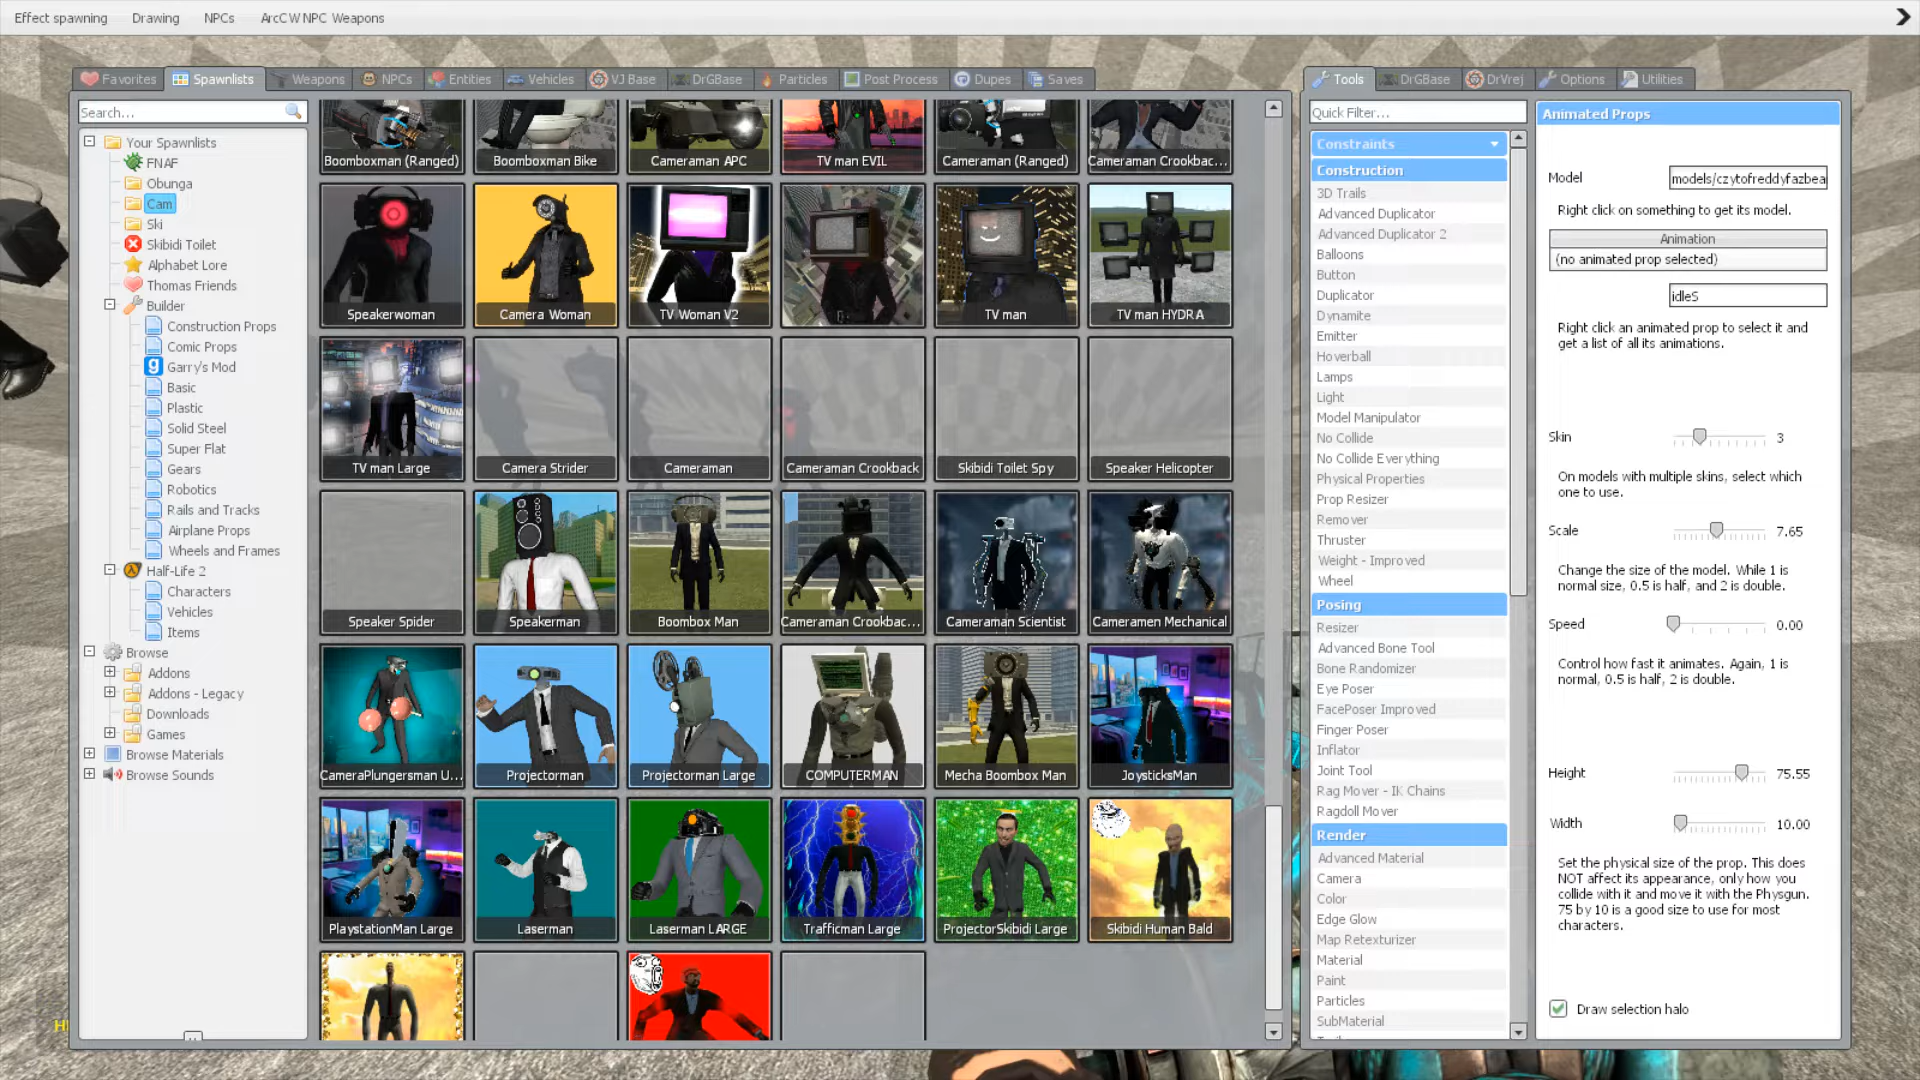 Effect spawning Drawing NPCs ArcCW NPC Weapons
Favorites Spawnlists Weapons NPCs Entities Vehicles VJ Base DrGBase Particles Post Process Dupes Saves
Search...
Your Spawnlists
FNAF
Obunga
Cam
Ski
Skibidi Toilet
Alphabet Lore
Thomas Friends
Builder
Construction Props
Comic Props
Garry's Mod
Basic
Plastic
Solid Steel
Super Flat
Gears
Robotics
Rails and Tracks
Airplane Props
Wheels and Frames
Half-Life 2
Characters
Vehicles
Items
Browse
Addons
Addons - Legacy
Downloads
Games
Browse Materials
Browse Sounds
Boomboxman (Ranged) Boomboxman Bike Cameraman APC TV man EVIL Cameraman (Ranged) Cameraman Crookbac...
Speakerwoman Camera Woman TV Woman V2 TV man TV man HYDRA
TV man Large Camera Strider Cameraman Cameraman Crookback Skibidi Toilet Spy Speaker Helicopter
Speaker Spider Speakerman Boombox Man Cameraman Crookbac... Cameraman Scientist Cameramen Mechanical
CameraPlungersman U... Projectorman Projectorman Large COMPUTERMAN Mecha Boombox Man JoysticksMan
PlaystationMan Large Laserman Laserman LARGE Trafficman Large ProjectorSkibidi Large Skibidi Human Bald
Tools DrGBase DrVrej Options Utilities
Quick Filter...
Constraints
Construction
3D Trails
Advanced Duplicator
Advanced Duplicator 2
Balloons
Button
Duplicator
Dynamite
Emitter
Hoverball
Lamps
Light
Model Manipulator
No Collide
No Collide Everything
Physical Properties
Prop Resizer
Remover
Thruster
Weight - Improved
Wheel
Posing
Resizer
Advanced Bone Tool
Bone Randomizer
Eye Poser
FacePoser Improved
Finger Poser
Inflator
Joint Tool
Rag Mover - IK Chains
Ragdoll Mover
Render
Advanced Material
Camera
Color
Edge Glow
Map Retexturizer
Material
Paint
Particles
SubMaterial
Animated Props
Model models/czytofreddyfazbea
Right click on something to get its model.
Animation
(no animated prop selected)
idleS
Right click an animated prop to select it and
get a list of all its animations.
Skin 3
On models with multiple skins, select which
one to use.
Scale 7.65
Change the size of the model. While 1 is
normal size, 0.5 is half, and 2 is double.
Speed 0.00
Control how fast it animates. Again, 1 is
normal, 0.5 is half, 2 is double.
Height 75.55
Width 10.00
Set the physical size of the prop. This does
NOT affect its appearance, only how you
collide with it and move it with the Physgun.
75 by 10 is a good size to use for most
characters.
Draw selection halo